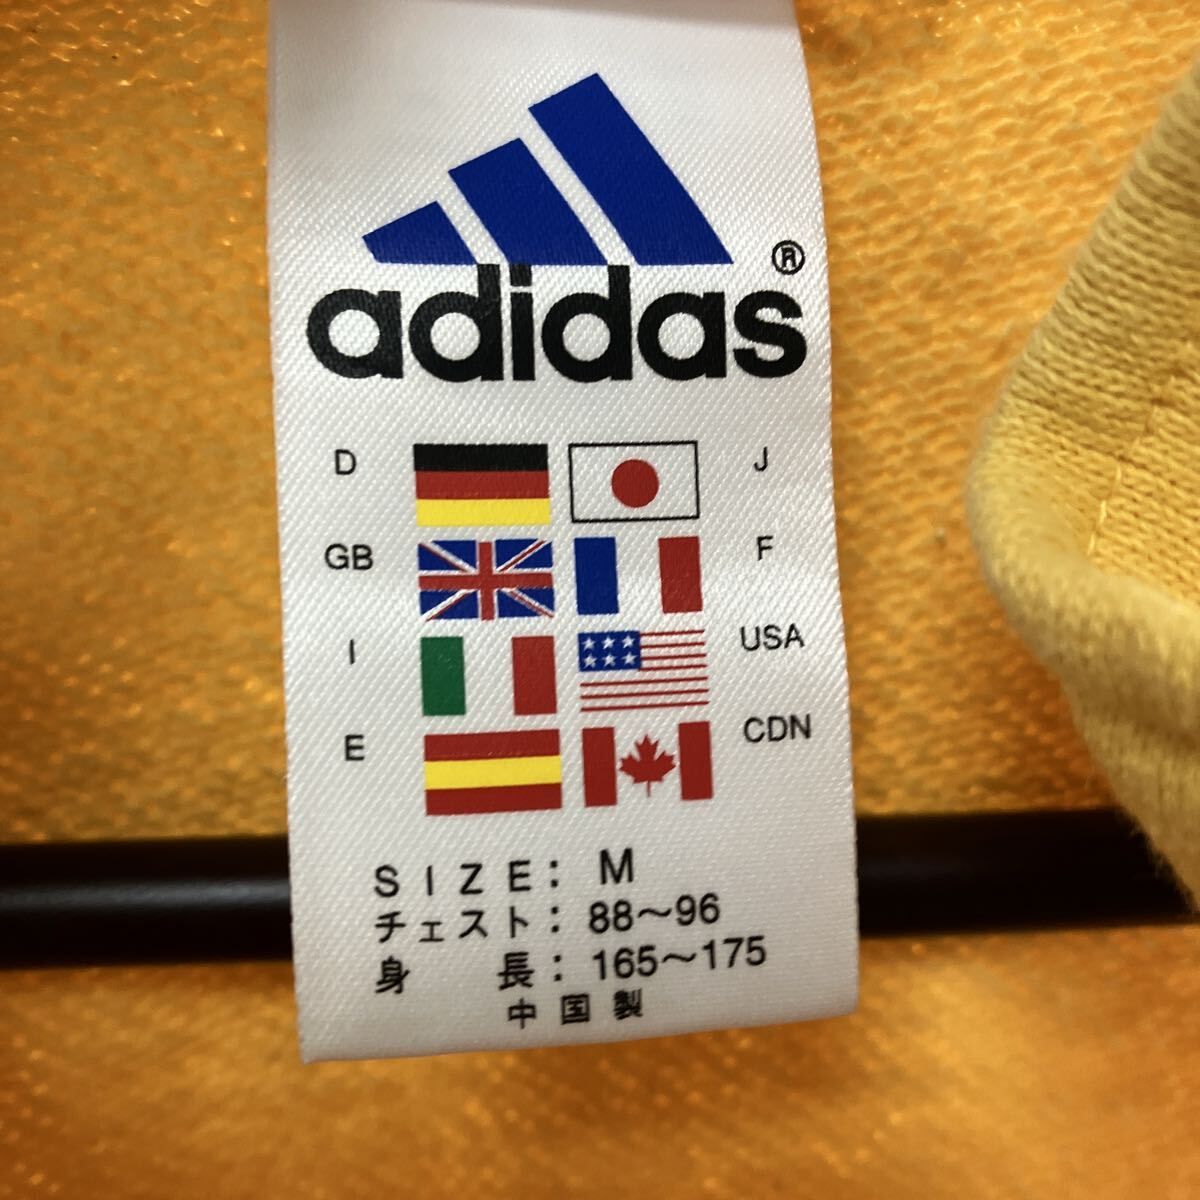 adidas®
D J
GB F
I USA
E CDN
SIZE: M
チェスト: 88～96
身長: 165～175
中国製